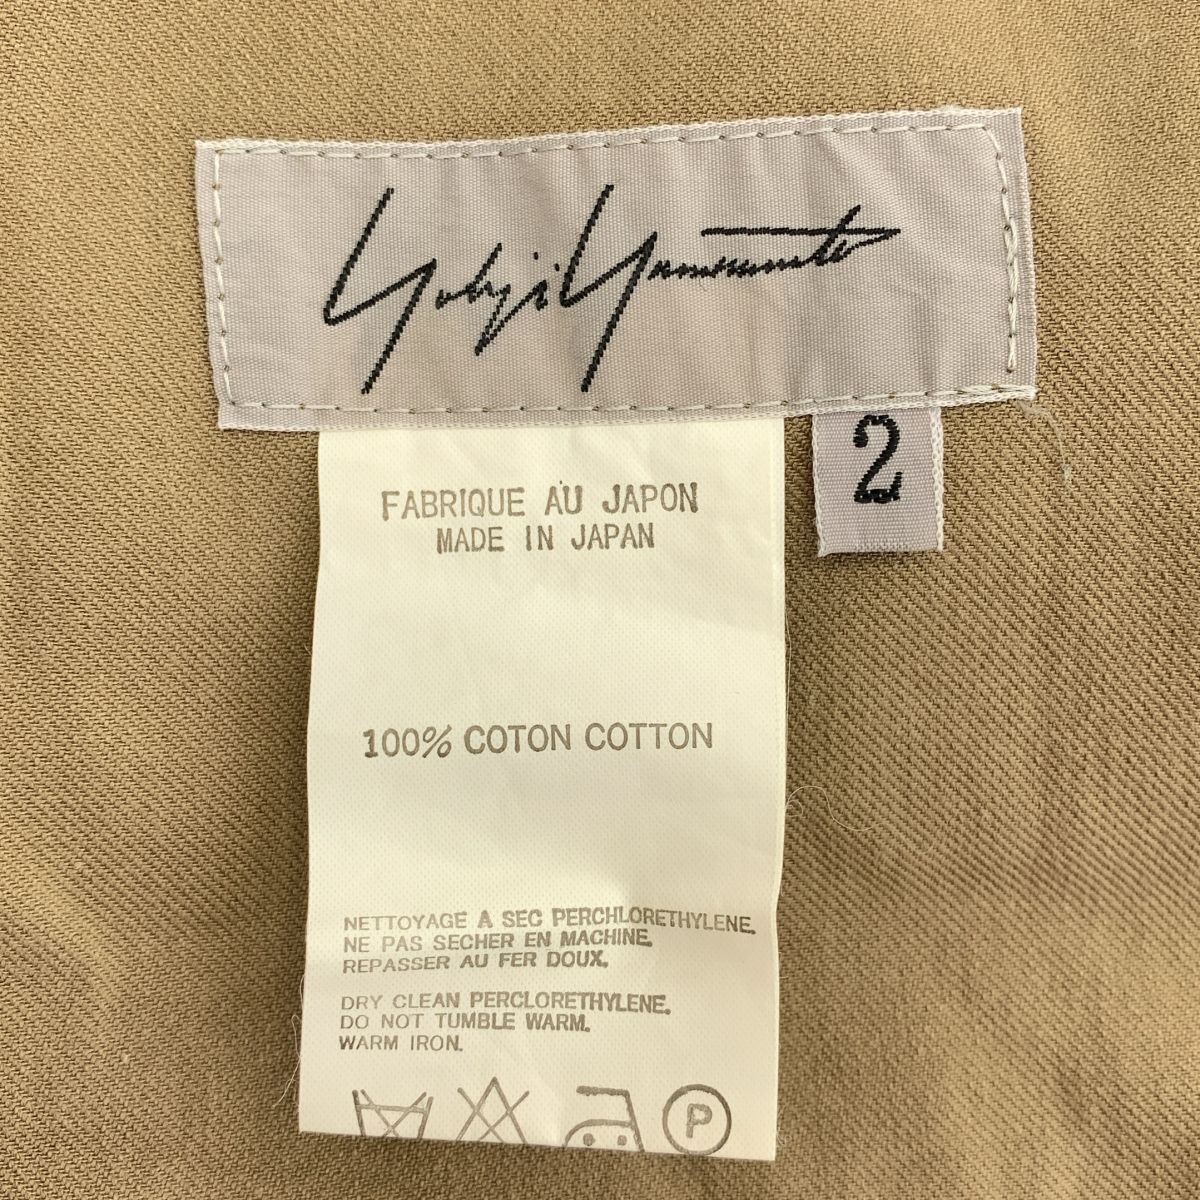 Yohji Yamamoto
2
FABRIQUE AU JAPON
MADE IN JAPAN
100% COTON COTTON
NETTOYAGE A SEC PERCHLORETHYLENE.
NE PAS SECHER EN MACHINE.
REPASSER AU FER DOUX.
DRY CLEAN PERCLORETHYLENE.
DO NOT TUMBLE WARM.
WARM IRON.
P